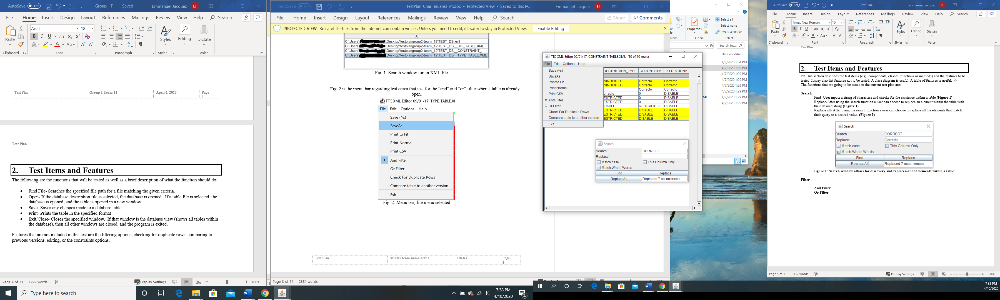 AutoSave Off Group1_T... - Saved Emmanuel Jacquez EJ
File Home Insert Design Layout References Mailings Review View Help Search
Arial 18
Paste Styles Editing Dictate
Clipboard Font Paragraph Styles Voice
Test Plan Group 1 Team 11 April 6, 2020 Page 1
Test Plan
2. Test Items and Features
The following are the functions that will be tested as well as a brief description of what the function should do:
• Find File- Searches the specified file path for a file matching the given criteria.
• Open- If the database description file is selected, the database is opened. If a table file is selected, the
database is opened, and the table is opened in a new window.
• Save- Saves any changes made to a database table.
• Print- Prints the table in the specified format
• Exit/Close- Closes the specified window. If that window is the database view (shows all tables within
the database), then all other windows are closed, and the program is exited.
Features that are not included in this test are the filtering options, checking for duplicate rows, comparing to
previous versions, editing, or the constraints options.
Page 4 of 13 1999 words Display Settings 100%
Type here to search
7:38 PM
4/10/2020
4
AutoSave Off TestPlan_CharlieJuarez_v1.doc - Protected View - Saved to this PC Emmanuel Jacquez EJ
File Home Insert Design Layout References Mailings Review View Help Search Share Comments
PROTECTED VIEW Be careful—files from the Internet can contain viruses. Unless you need to edit, it's safer to stay in Protected View. Enable Editing
A
C:\Users\ \Desktop\testplangroup2-team_12\TEST_DB.xml
C:\Users\ \Desktop\testplangroup2-team_12\TEST_DB__BIG_TABLE.XML
C:\Users\ \Desktop\testplangroup2-team_12\TEST_DB__CONSTRAINT_...
C:\Users\ Desktop\testplangroup2-team_12\TEST_DB__TYPE_TABLE.XML
Fig. 1: Search window for an XML file
Fig. 2 is the menu bar regarding test cases that test for the “and” and “or” filter when a table is already
open.
TTC XML Editor 09/01/17: TYPE_TABLE.X
File Edit Options Help
Save (^s)
SaveAs
Print to Fit
Print Normal
Print CSV
And Filter
Or Filter
Check For Duplicate Rows
Compare table to another version
Exit
Fig. 2: Menu bar, file menu selected
Test Plan <Enter team name here> <date> Page 5
Page 8 of 14 2381 words
TTC XML Editor 09/01/17: CONSTRAINT_TABLE.XML (10 of 10 rows)
File Edit Options Help
Save (^s)
SaveAs
Print to Fit
Print Normal
Print CSV
And Filter
Or Filter
Check For Duplicate Rows
Compare table to another version
Exit
RESTRICTION_TYPE ATTENTION1 ATTENTION2
NINHIBITED Correcto Correcto
NINHIBITED Correcto Correcto
Correcto Correcto
orrecto 0 DISABLE
ESTRICTED 0 DISABLE
ESTRICTED 0 DISABLE
ISABLE RESTRICTED DISABLE
ESTRICTED DISABLE DISABLE
ESTRICTED DISABLE DISABLE
ESTRICTED DISABLE DISABLE
Search
Search : CORRECT
Replace:
Match case This Column Only
Match Whole Words
Find Replace
ReplaceAll Replaced 7 occurrences.
Properties
Select all
Select none
Invert selection
New Open Select
Search tes...
Date modified
4/7/2020 1:34 PM
4/7/2020 1:29 PM
4/7/2020 1:29 PM
4/7/2020 1:29 PM
4/7/2020 1:29 PM
4/7/2020 1:29 PM
ML 4/7/2020 1:29 PM
4/7/2020 1:29 PM
AutoSave Off TestPlan... Emmanuel Jacquez EJ
File Home Insert Design Layout References Mailings Review View Help Search
Times New Roman 10
Paste Styles Editing Dictate
Clipboard Font Paragraph Styles Voice
Test Plan
2. Test Items and Features
<< This section describes the test items (e.g., components, classes, functions or methods) and the features to be
tested. It may also list features not to be tested. A class diagram is useful. A table of features is useful. >>
The functions that are going to be tested in the current test plan are:
Search
Find- User inputs a string of characters and checks for the existence within a table (Figure 1)
Replace-After using the search function a user can choose to replace an element within the table with
their desired string (Figure 1)
Replace all- After using the search function a user can choose to replace all the elements that match
their query to a desired value. (Figure 1)
Search
Search : CORRECT
Replace: Correcto
Match case This Column Only
Match Whole Words
Find Replace
ReplaceAll Replaced 7 occurrences.
Figure 1: Search window allows for discovery and replacement of elements within a table.
Filter
And Filter
Or Filter
Page 5 of 11 1417 words Display Settings 100%
7:38 PM
4/10/2020